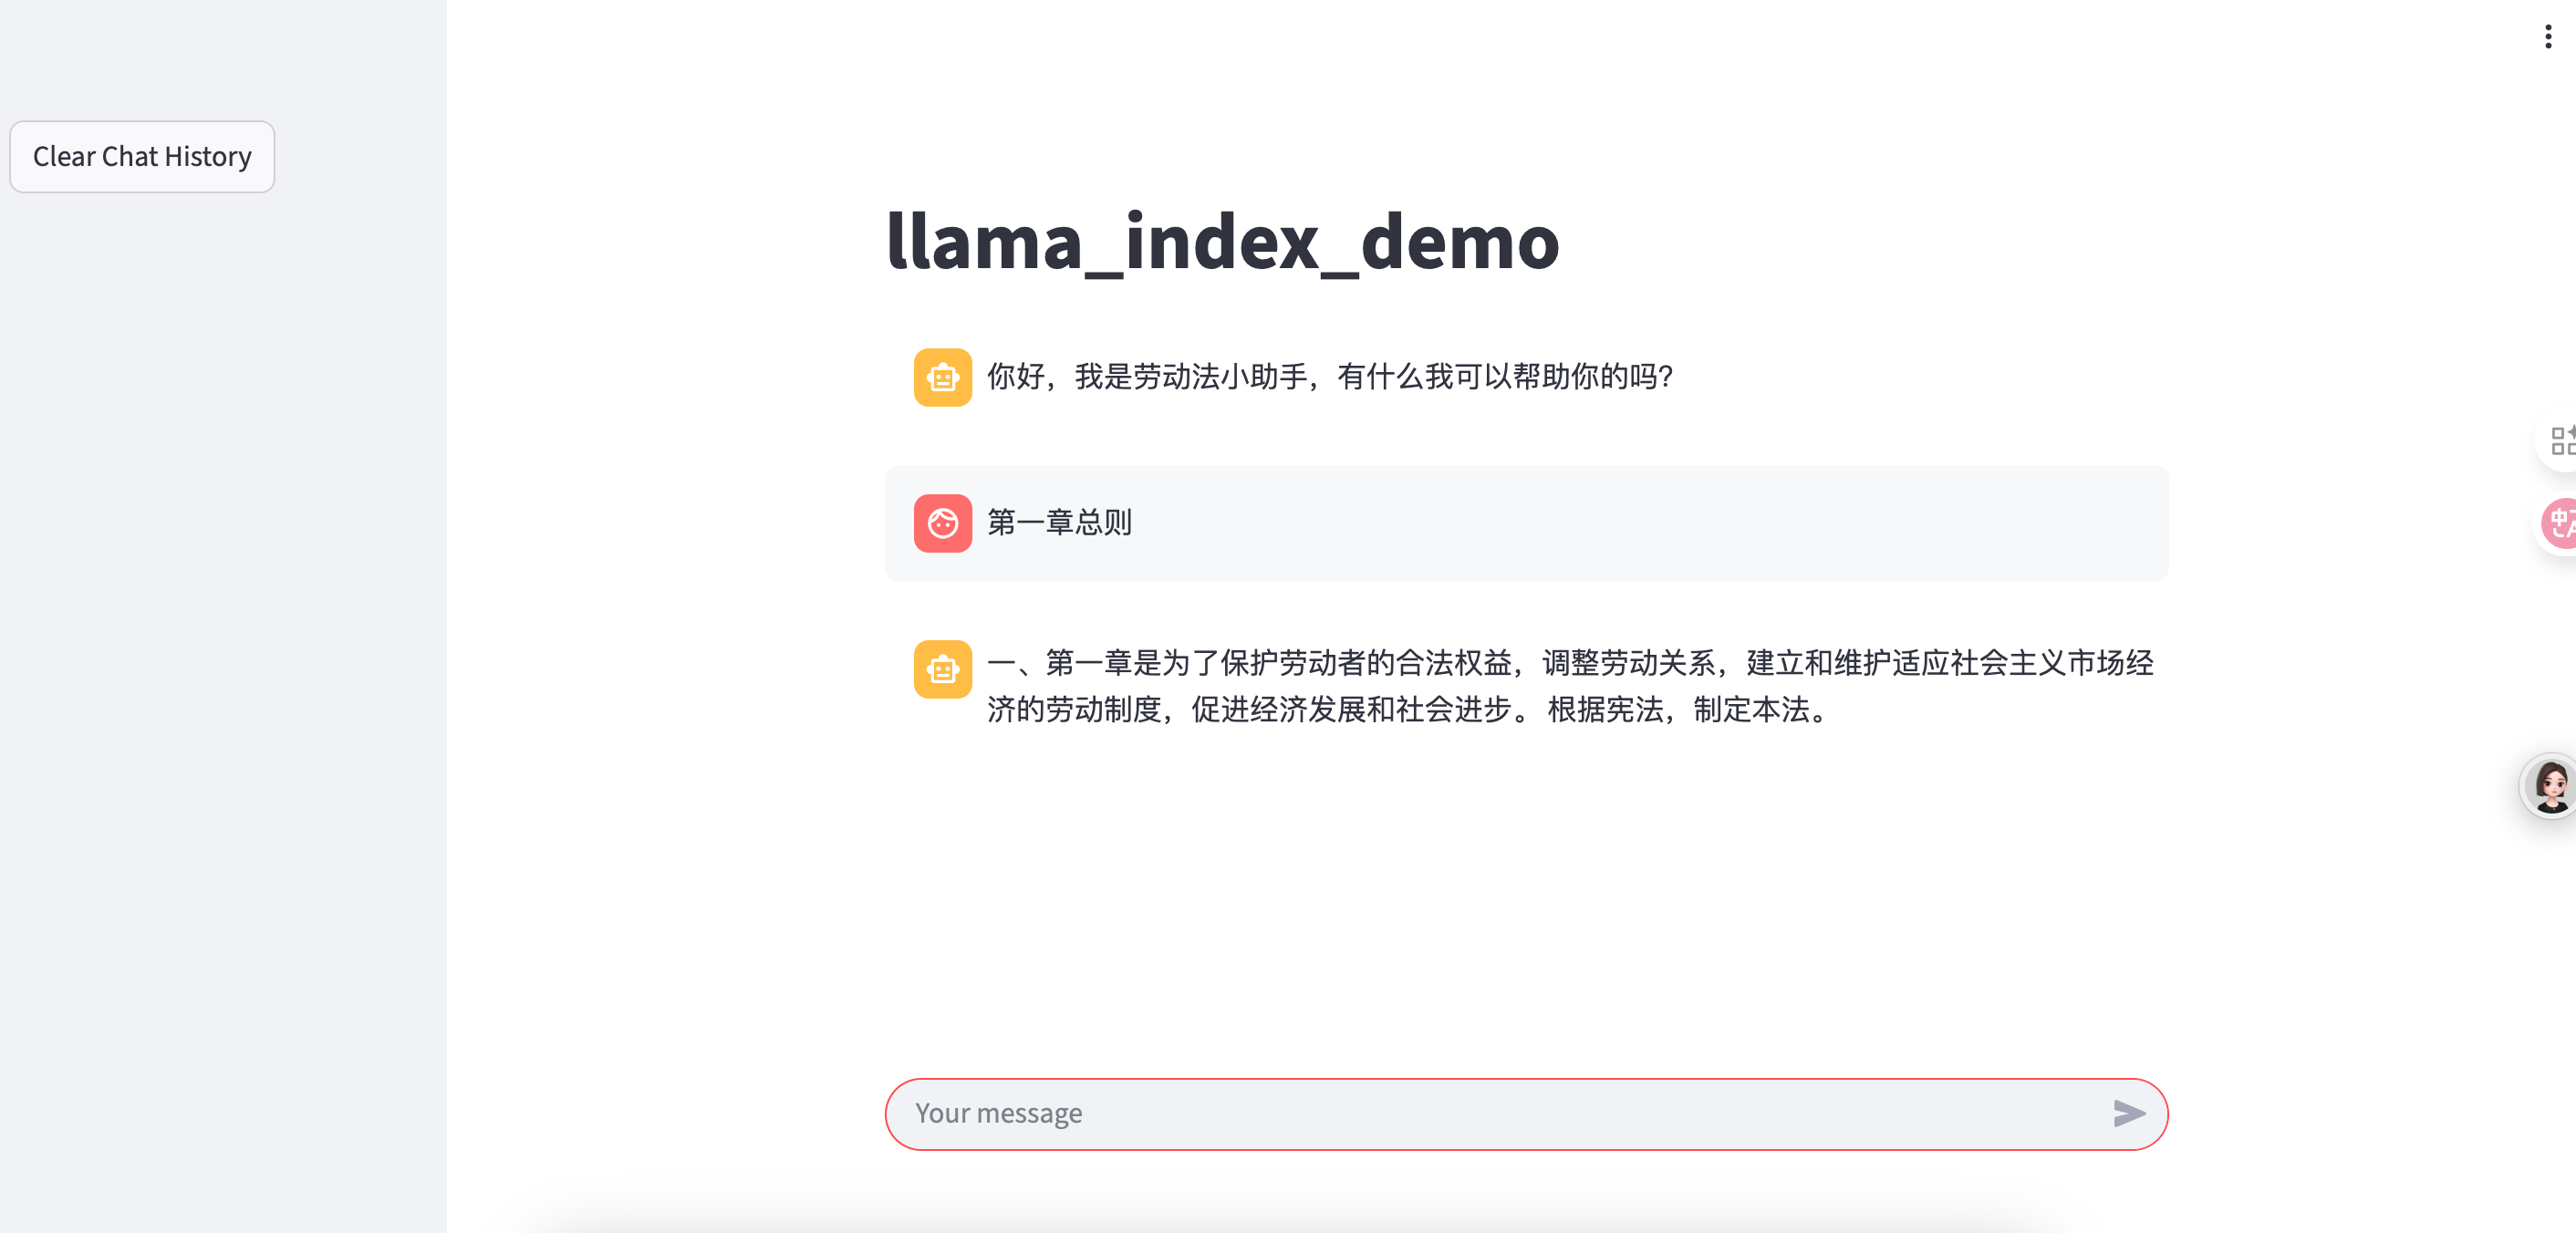 Clear Chat History
llama_index_demo
你好，我是劳动法小助手，有什么我可以帮助你的吗？
第一章总则
一、第一章是为了保护劳动者的合法权益，调整劳动关系，建立和维护适应社会主义市场经
济的劳动制度，促进经济发展和社会进步。 根据宪法，制定本法。
Your message